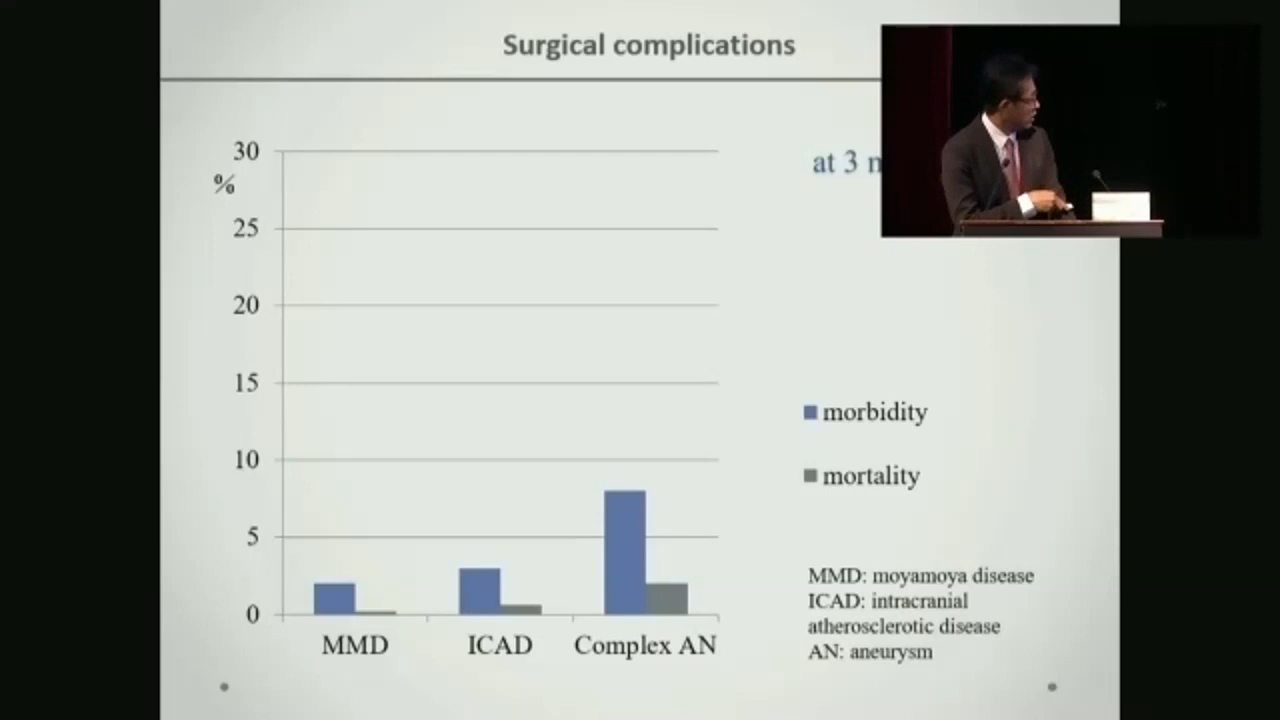 Surgical complications
at 3
%
30
25
20
15
10
5
0
MMD
ICAD
Complex AN
morbidity
mortality
MMD: moyamoya disease
ICAD: intracranial
atherosclerotic disease
AN: aneurysm